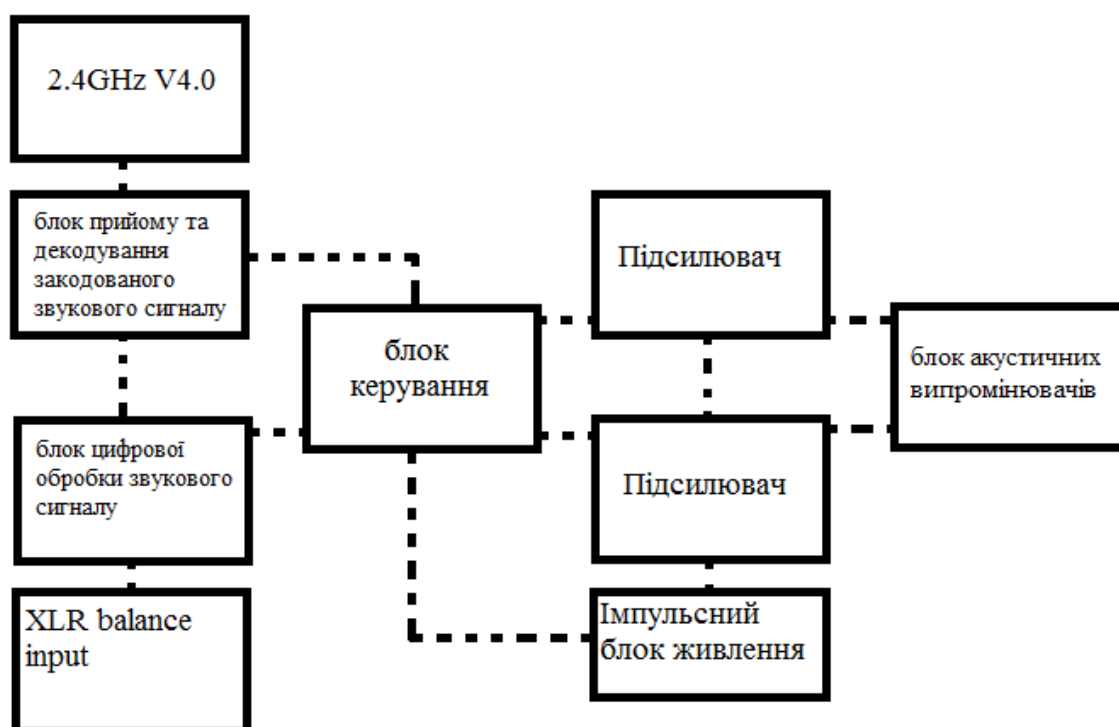 2.4GHz V4.0
блок прийому та
декодування
закодованого
звукового сигналу
блок цифрової
обробки звукового
сигналу
XLR balance
input
блок
керування
Підсилювач
Підсилювач
Імпульсний
блок живлення
блок акустичних
випромінювачів